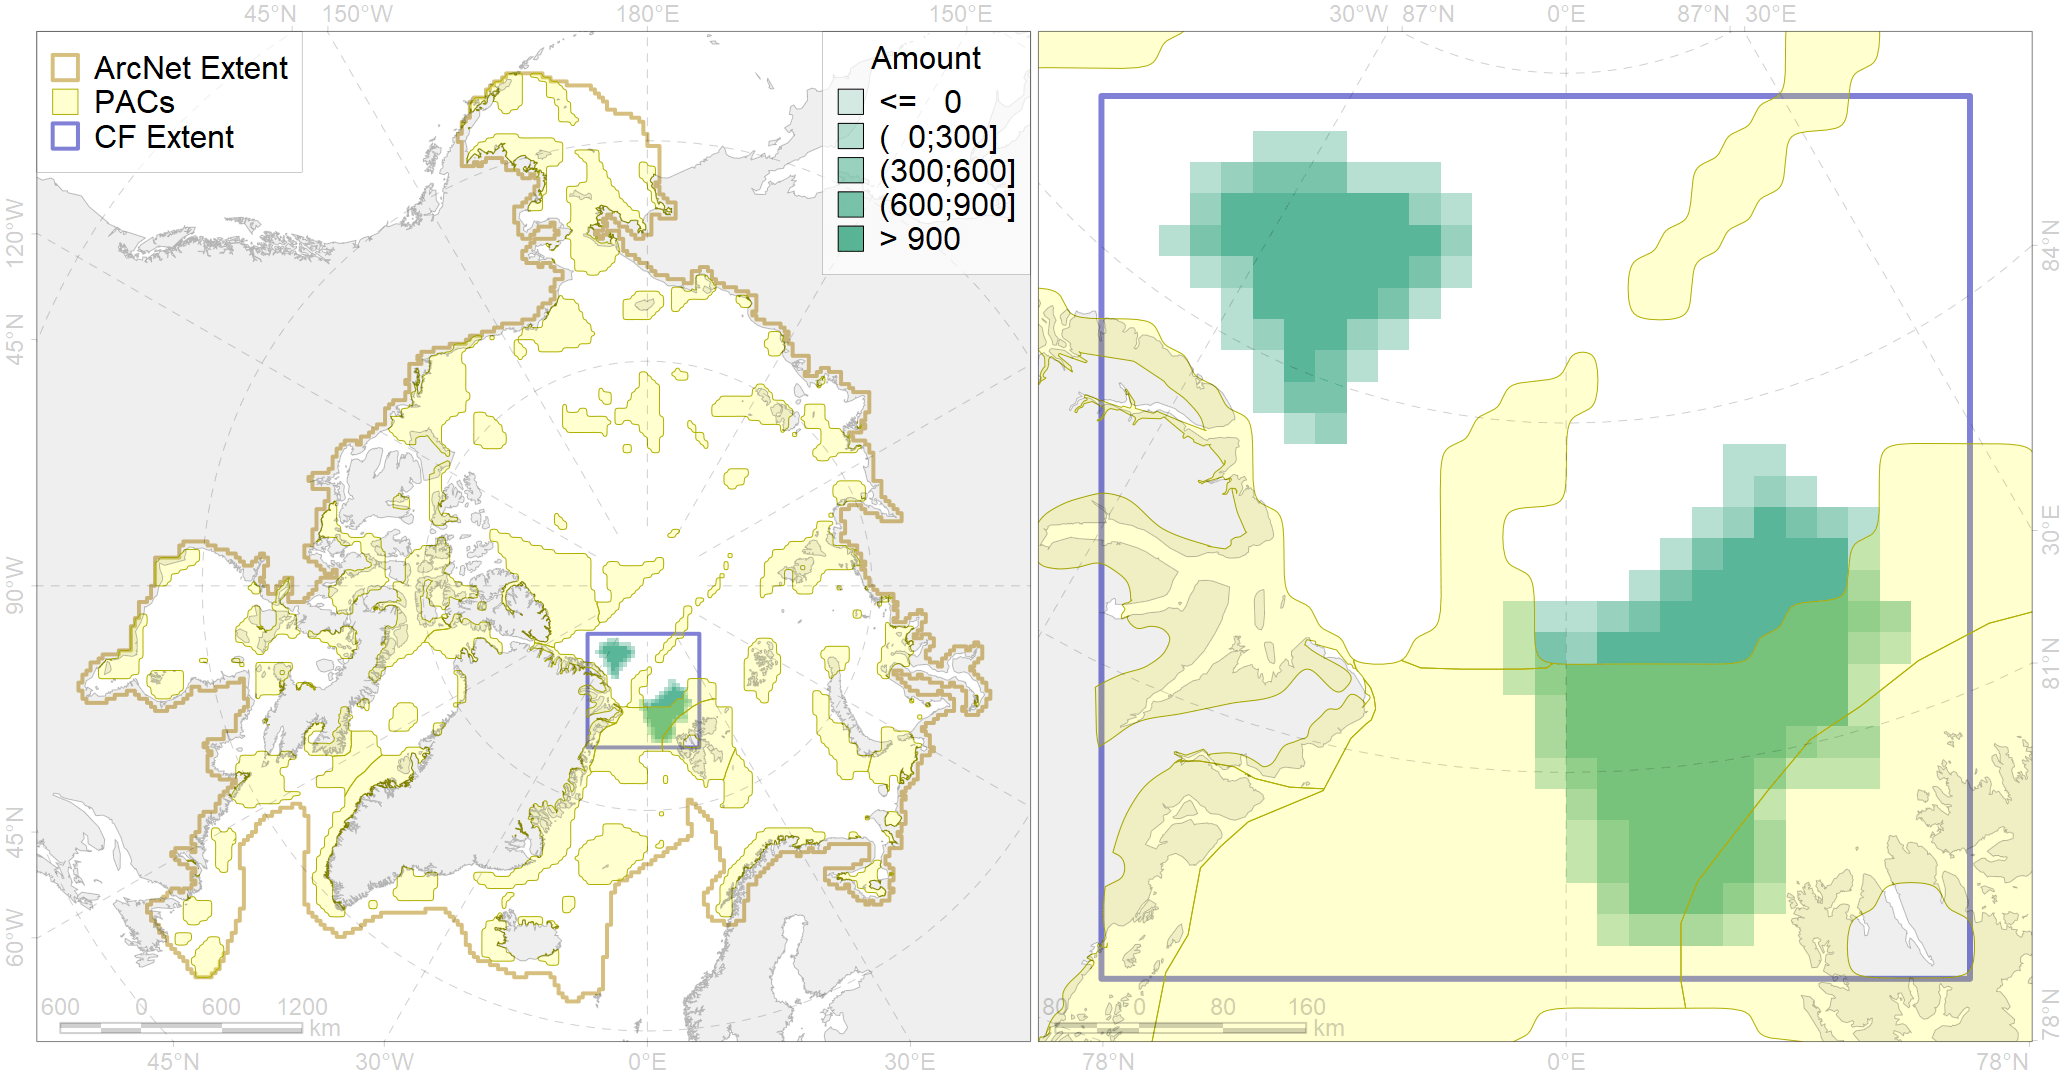 45°N 150°W 180°E 150°E 30°W 87°N 0°E 87°N 30°E
ArcNet Extent
PACs
CF Extent
Amount
<= 0
( 0;300]
(300;600]
(600;900]
> 900
120°W
45°N
90°W
45°N
60°W
84°N
30°E
81°N
78°N
600 0 600 1200
km
80 0 80 160
km
45°N 30°W 0°E 30°E 78°N 0°E 78°N